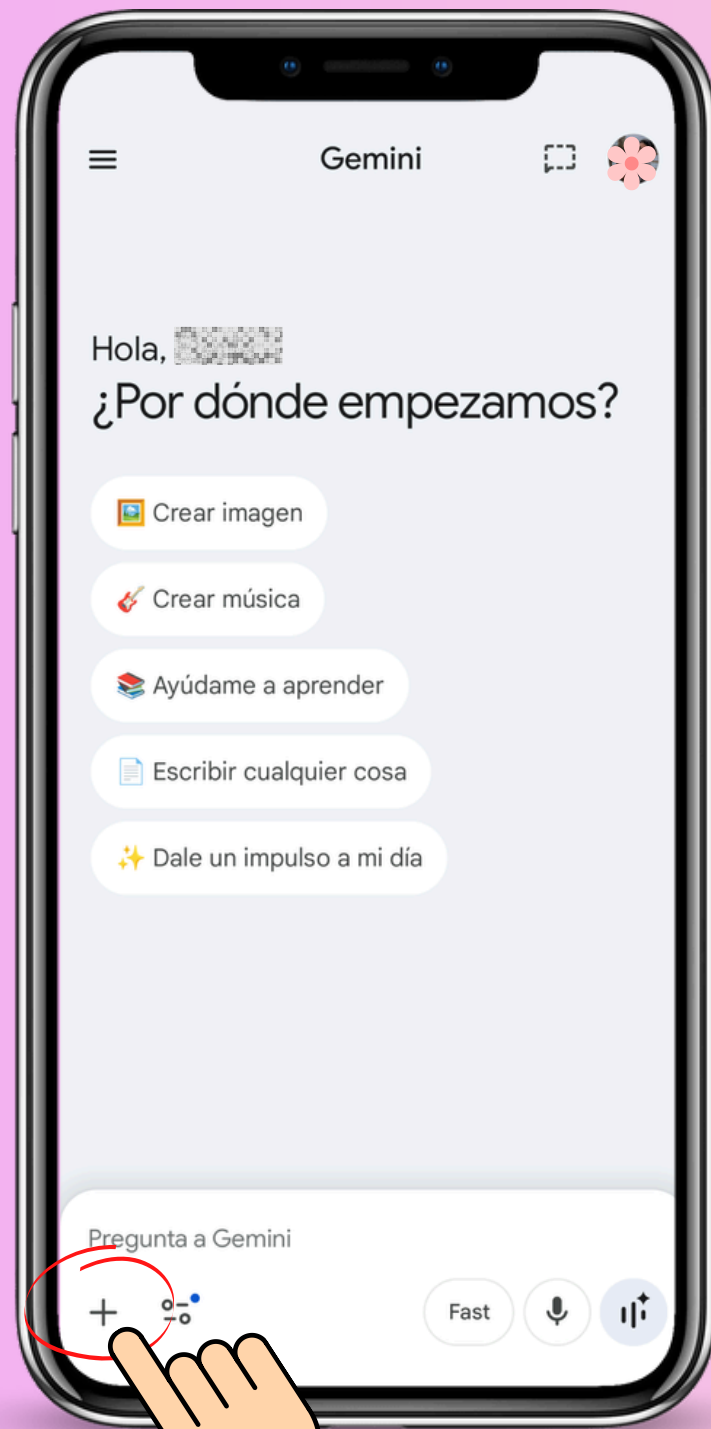 Gemini
Hola,
¿Por dónde empezamos?
Crear imagen
Crear música
Ayúdame a aprender
Escribir cualquier cosa
Dale un impulso a mi día
Pregunta a Gemini
Fast